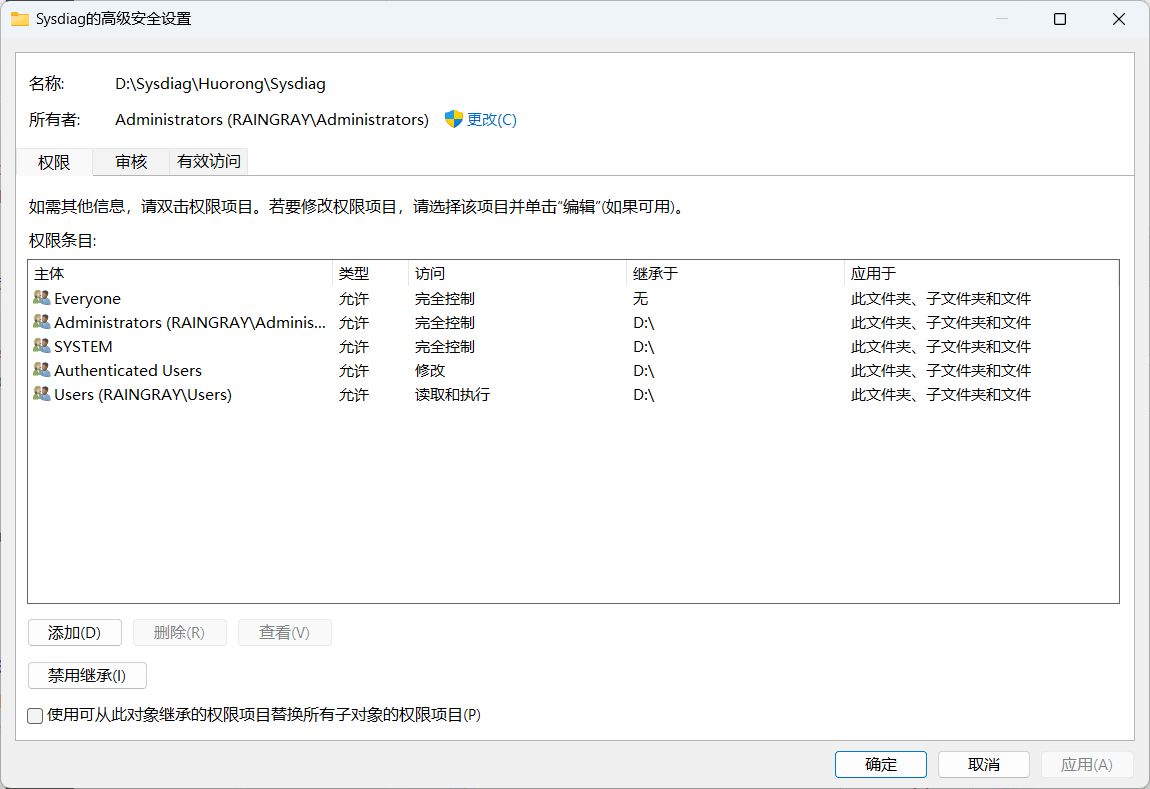 Sysdiag的高级安全设置
名称: D:\Sysdiag\Huorong\Sysdiag
所有者: Administrators (RAINGRAY\Administrators) 更改(C)
权限 审核 有效访问
如需其他信息，请双击权限项目。若要修改权限项目，请选择该项目并单击“编辑”(如果可用)。
权限条目:
主体 类型 访问 继承于 应用于
Everyone 允许 完全控制 无 此文件夹、子文件夹和文件
Administrators (RAINGRAY\Adminis... 允许 完全控制 D:\ 此文件夹、子文件夹和文件
SYSTEM 允许 完全控制 D:\ 此文件夹、子文件夹和文件
Authenticated Users 允许 修改 D:\ 此文件夹、子文件夹和文件
Users (RAINGRAY\Users) 允许 读取和执行 D:\ 此文件夹、子文件夹和文件
添加(D) 删除(R) 查看(V)
禁用继承(I)
使用可从此对象继承的权限项目替换所有子对象的权限项目(P)
确定 取消 应用(A)